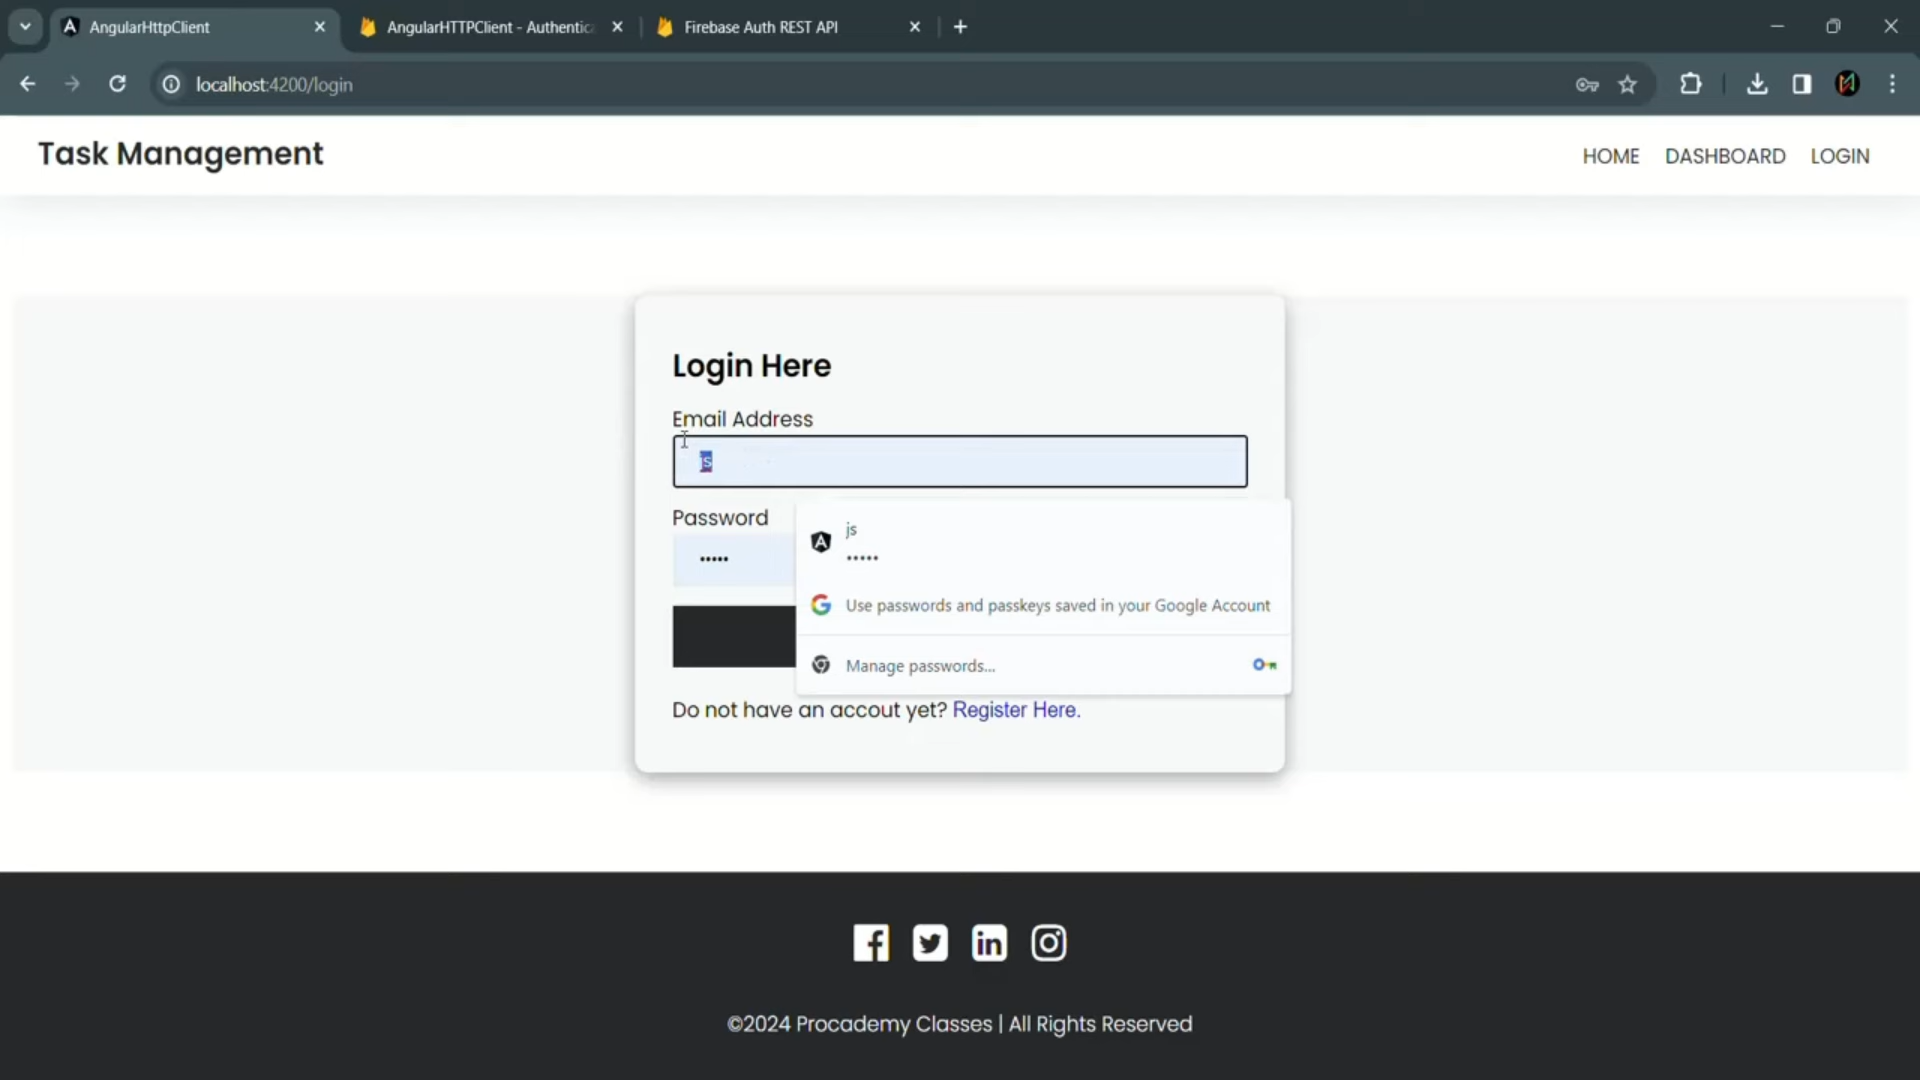 AngularHttpClient
AngularHTTPClient - Authentic
Firebase Auth REST API
localhost:4200/login
Task Management
HOME DASHBOARD LOGIN
Login Here
Email Address
js
Password
•••••
js
•••••
Use passwords and passkeys saved in your Google Account
Manage passwords...
Do not have an accout yet? Register Here.
©2024 Procademy Classes | All Rights Reserved